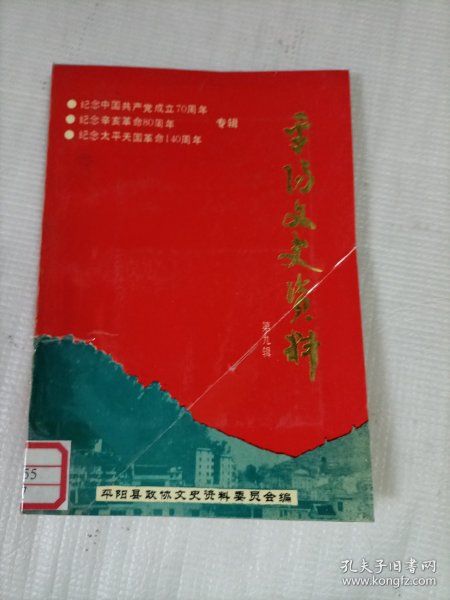 ● 纪念中国共产党成立70周年
● 纪念辛亥革命80周年 专辑
● 纪念太平天国革命140周年
平阳文史资料
第九辑
55
平阳县政协文史资料委员会编
孔夫子旧书网
www.kongfz.com